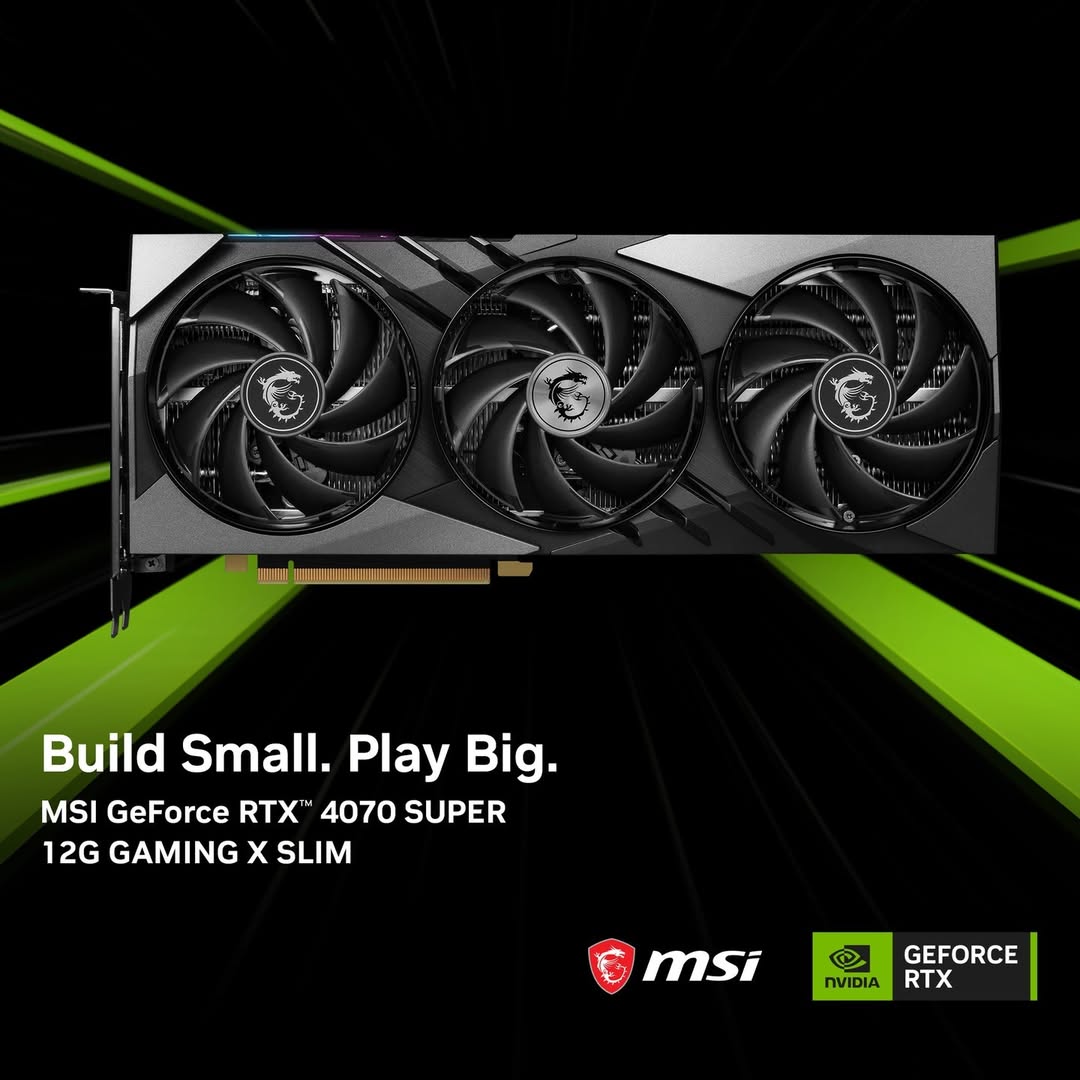 Build Small. Play Big.
MSI GeForce RTX™ 4070 SUPER
12G GAMING X SLIM
msi
NVIDIA
GEFORCE
RTX